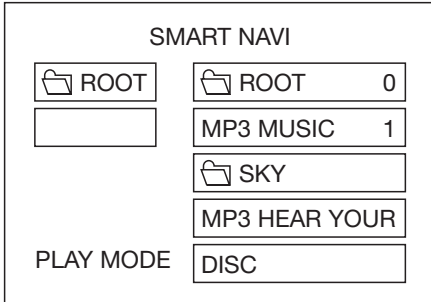 SMART NAVI
ROOT ROOT 0
MP3 MUSIC 1
SKY
MP3 HEAR YOUR
PLAY MODE DISC